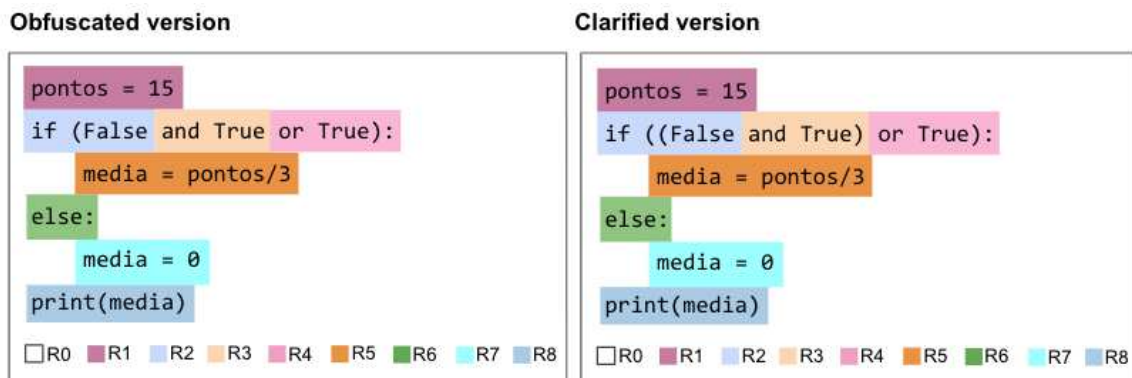 Obfuscated version
pontos = 15
if (False and True or True):
media = pontos/3
else:
media = 0
print(media)
R0 R1 R2 R3 R4 R5 R6 R7 R8
Clarified version
pontos = 15
if ((False and True) or True):
media = pontos/3
else:
media = 0
print(media)
R0 R1 R2 R3 R4 R5 R6 R7 R8